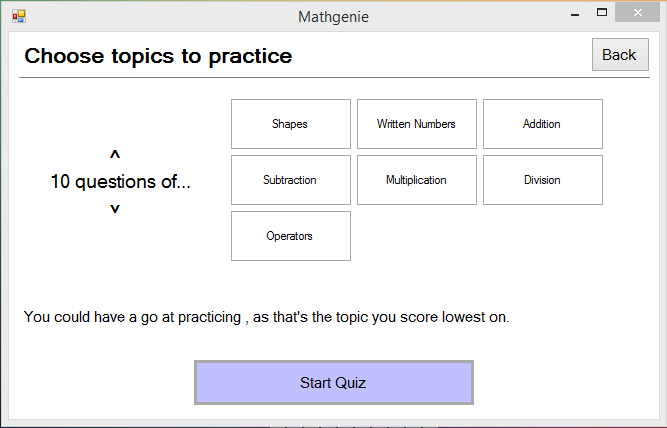 Mathgenie
Choose topics to practice
Back
^
10 questions of...
v
Shapes
Written Numbers
Addition
Subtraction
Multiplication
Division
Operators
You could have a go at practicing , as that's the topic you score lowest on.
Start Quiz